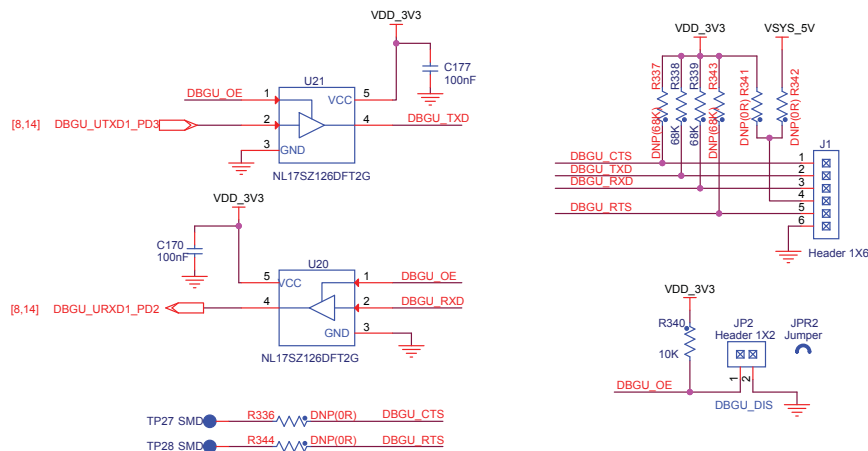 VDD_3V3
C177
100nF
U21
DBGU_OE
1
VCC
5
[8,14]
DBGU_UTXD1_PD3
2
4
DBGU_TXD
3
GND
NL17SZ126DFT2G
VDD_3V3
C170
100nF
U20
5
VCC
1
DBGU_OE
[8,14]
DBGU_URXD1_PD2
4
2
DBGU_RXD
GND
3
NL17SZ126DFT2G
TP27 SMD
R336
DNP(0R)
DBGU_CTS
TP28 SMD
R344
DNP(0R)
DBGU_RTS
VDD_3V3
VSYS_5V
DNP(68K) R337
68K R338
68K R339
DNP(68K) R343
DNP(0R) R341
DNP(0R) R342
J1
DBGU_CTS
1
DBGU_TXD
2
DBGU_RXD
3
4
DBGU_RTS
5
6
Header 1X6
VDD_3V3
R340
10K
JP2
Header 1X2
JPR2
Jumper
DBGU_OE
1
2
DBGU_DIS